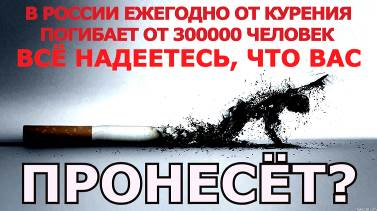 В РОССИИ ЕЖЕГОДНО ОТ КУРЕНИЯ
ПОГИБАЕТ ОТ 300000 ЧЕЛОВЕК
ВСЁ НАДЕЕТЕСЬ, ЧТО ВАС
ПРОНЕСЁТ?